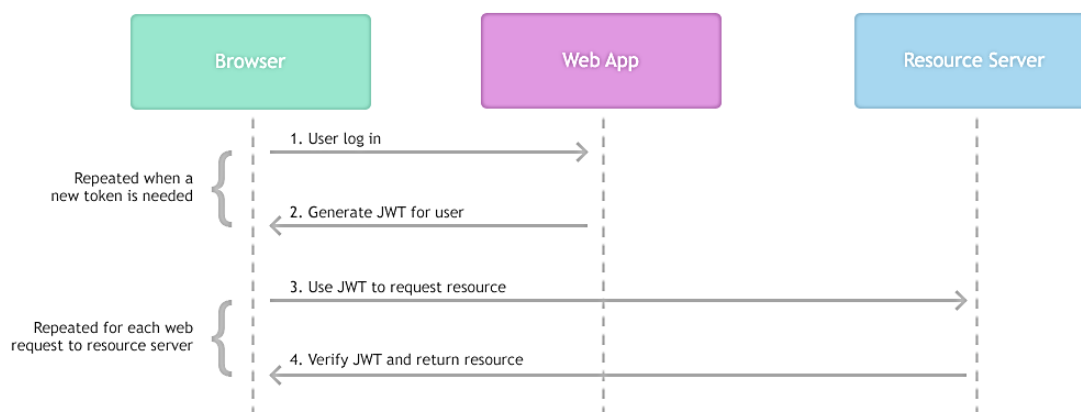 Browser
Web App
Resource Server
1. User log in
Repeated when a
new token is needed
2. Generate JWT for user
3. Use JWT to request resource
Repeated for each web
request to resource server
4. Verify JWT and return resource